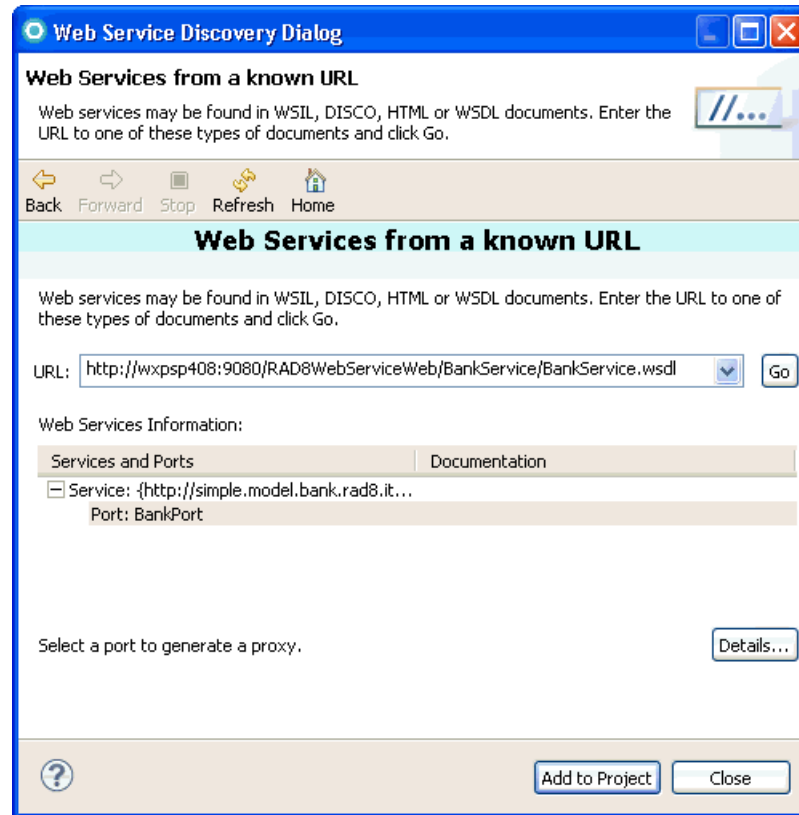 Web Service Discovery Dialog
Web Services from a known URL
Web services may be found in WSIL, DISCO, HTML or WSDL documents. Enter the
URL to one of these types of documents and click Go.
//...
Back Forward Stop Refresh Home
Web Services from a known URL
Web services may be found in WSIL, DISCO, HTML or WSDL documents. Enter the URL to one of
these types of documents and click Go.
URL: http://wxpsp408:9080/RAD8WebServiceWeb/BankService/BankService.wsdl Go
Web Services Information:
Services and Ports Documentation
Service: {http://simple.model.bank.rad8.it...
Port: BankPort
Select a port to generate a proxy. Details...
? Add to Project Close